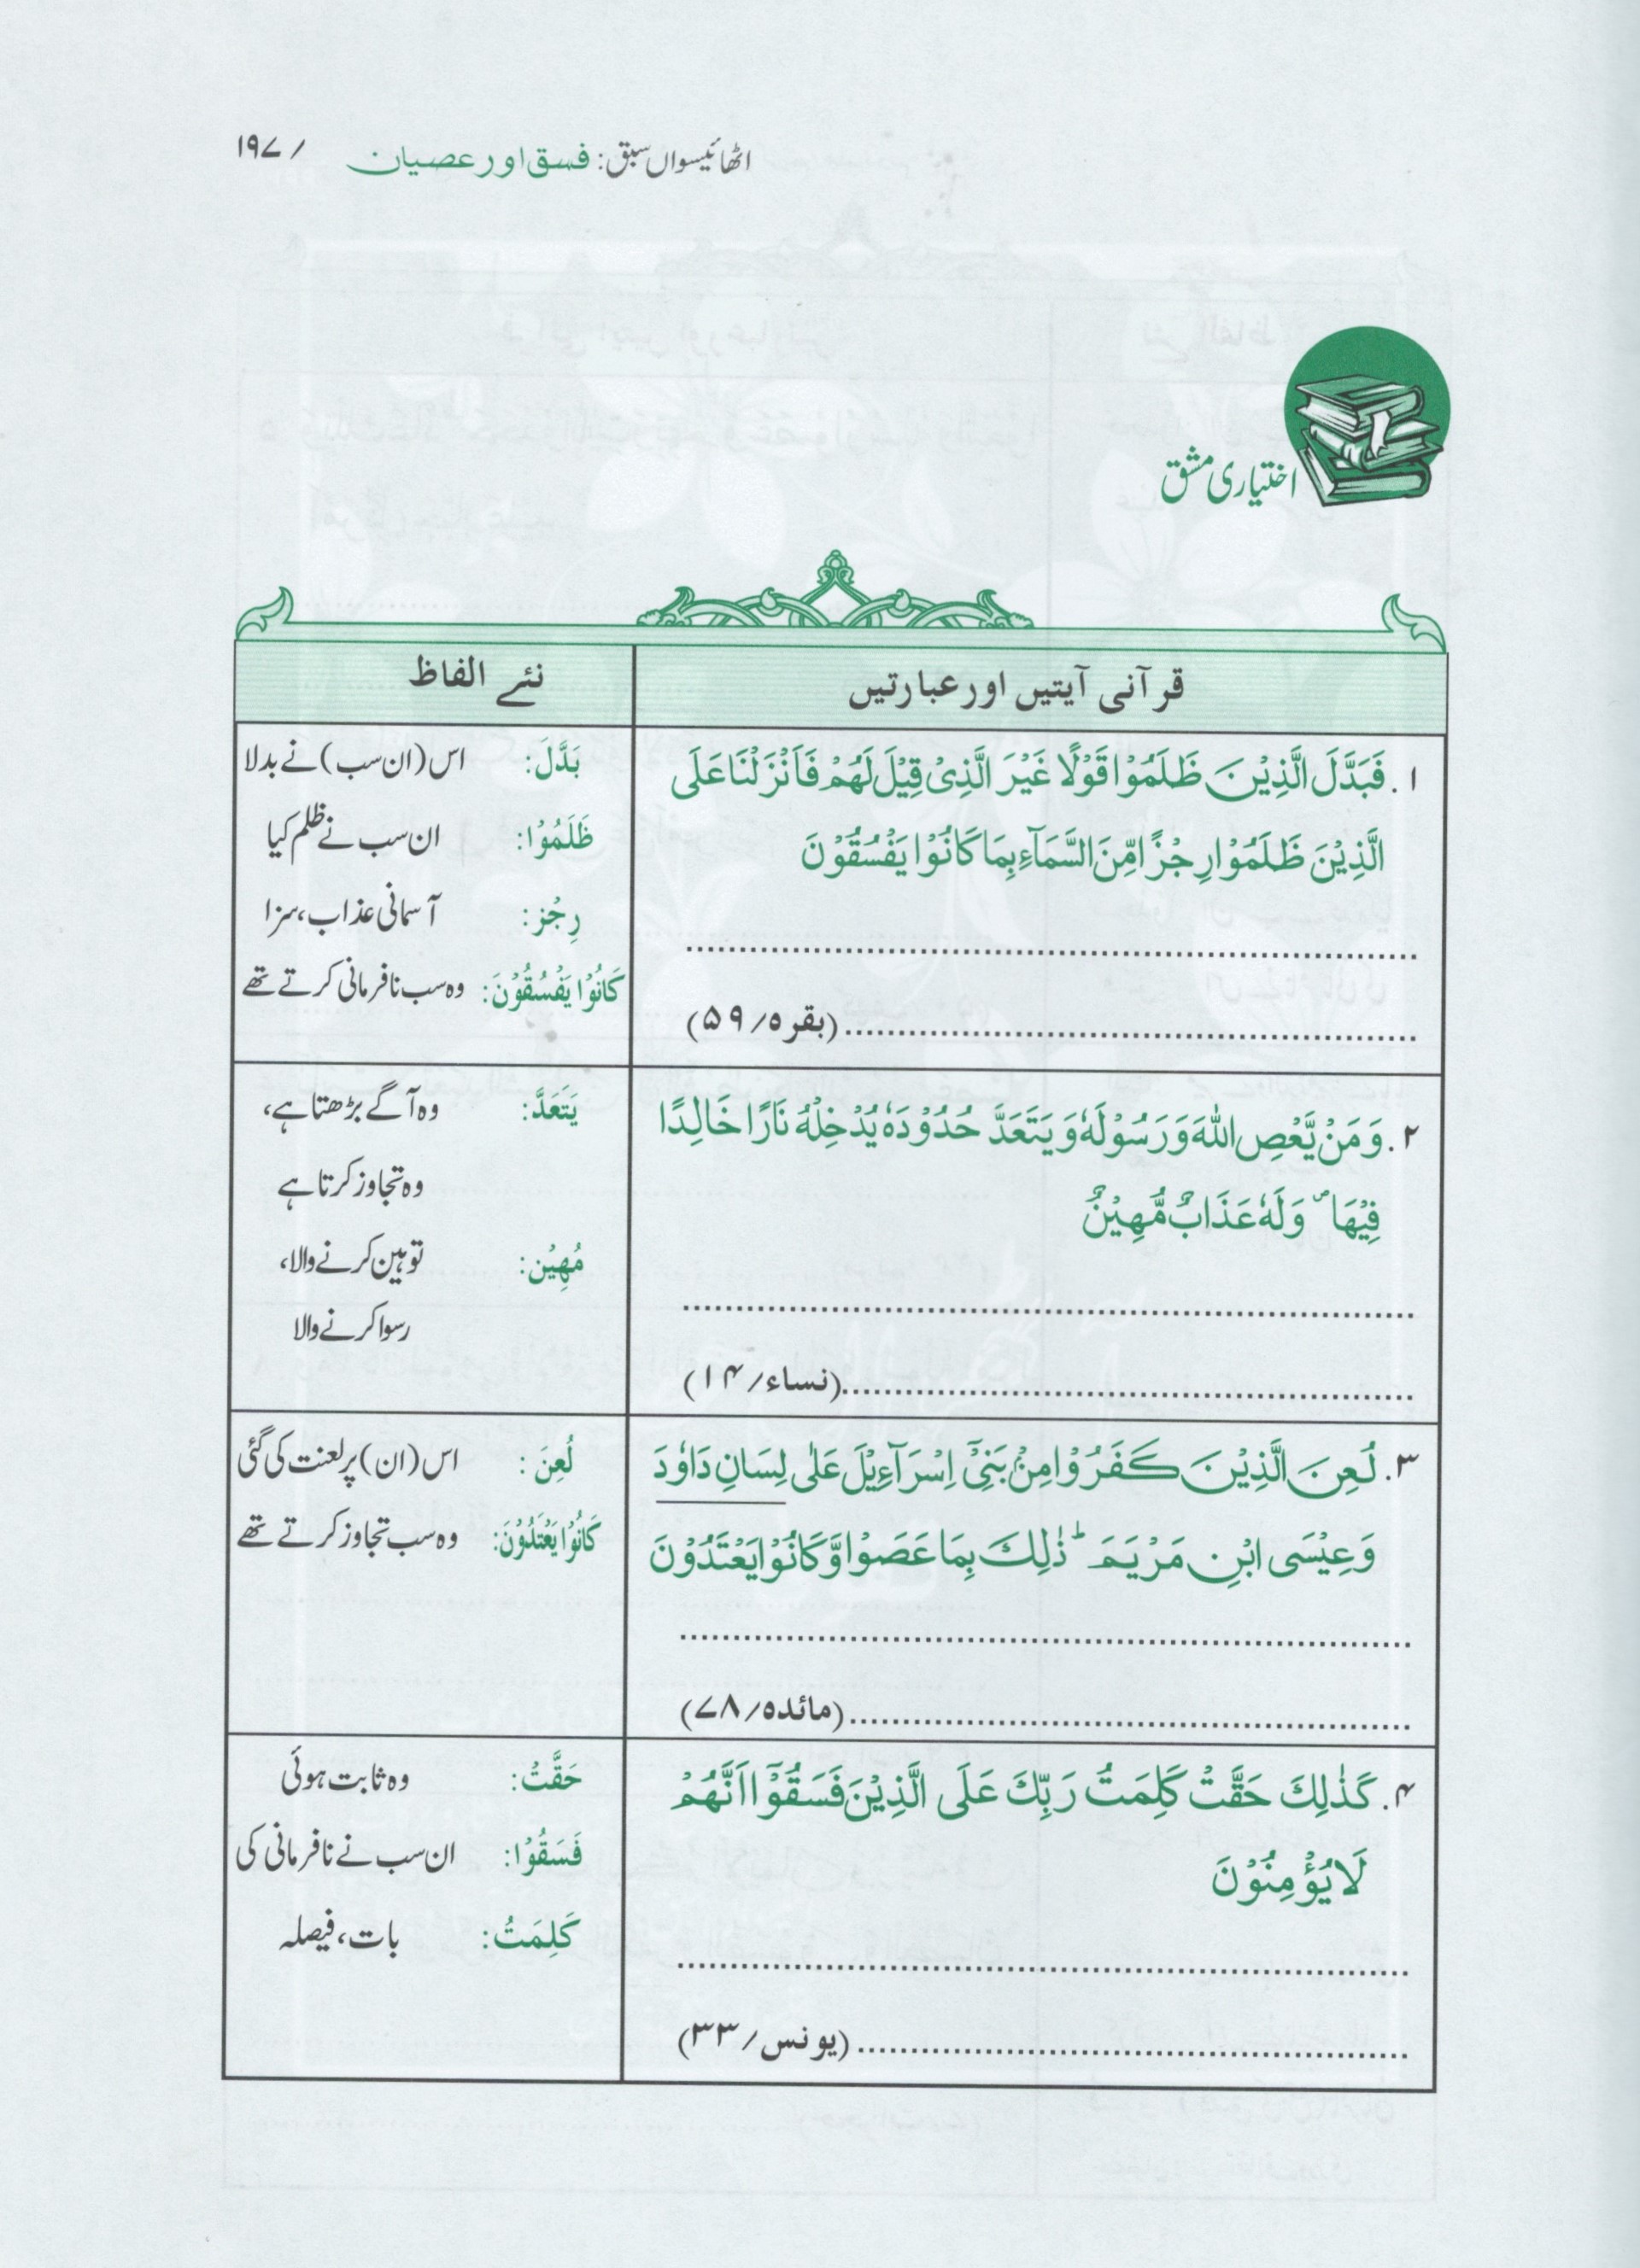 اٹھائیسواں سبق: فسق اور عصیان / ۱۹۷
اختیاری مشق
قرآنی آیتیں اور عبارتیں
نئے الفاظ
۱. فَبَدَّلَ الَّذِيْنَ ظَلَمُوْا قَوْلًا غَيْرَ الَّذِیْ قِيْلَ لَهُمْ فَاَنْزَلْنَا عَلَى
الَّذِيْنَ ظَلَمُوْا رِجْزًا مِّنَ السَّمَآءِ بِمَا كَانُوْا يَفْسُقُوْنَ
................................................
................................(بقرہ/۵۹)
بَدَّلَ: اس (ان سب) نے بدلا
ظَلَمُوْا: ان سب نے ظلم کیا
رِجْز: آسمانی عذاب، سزا
كَانُوْا يَفْسُقُوْنَ: وہ سب نافرمانی کرتے تھے
۲. وَمَنْ يَّعْصِ اللهَ وَرَسُوْلَهٗ وَيَتَعَدَّ حُدُوْدَهٗ يُدْخِلْهُ نَارًا خَالِدًا
فِيْهَا ۪ وَلَهٗ عَذَابٌ مُّهِيْنٌ
................................................
................................(نساء/۱۴)
يَتَعَدَّ: وہ آگے بڑھتا ہے،
وہ تجاوز کرتا ہے
مُهِيْن: توہین کرنے والا،
رسوا کرنے والا
۳. لُعِنَ الَّذِيْنَ كَفَرُوْا مِنْۢ بَنِیْۤ اِسْرَآءِيْلَ عَلٰى لِسَانِ دَاوٗدَ
وَعِيْسَى ابْنِ مَرْيَمَ ؕ ذٰلِكَ بِمَا عَصَوْا وَّكَانُوْا يَعْتَدُوْنَ
................................................
................................(مائدہ/۷۸)
لُعِنَ: اس (ان) پر لعنت کی گئی
كَانُوْا يَعْتَدُوْنَ: وہ سب تجاوز کرتے تھے
۴. كَذٰلِكَ حَقَّتْ كَلِمَتُ رَبِّكَ عَلَى الَّذِيْنَ فَسَقُوْۤا اَنَّهُمْ
لَا يُؤْمِنُوْنَ
................................................
................................(یونس/۳۳)
حَقَّتْ: وہ ثابت ہوئی
فَسَقُوْا: ان سب نے نافرمانی کی
كَلِمَتُ: بات، فیصلہ